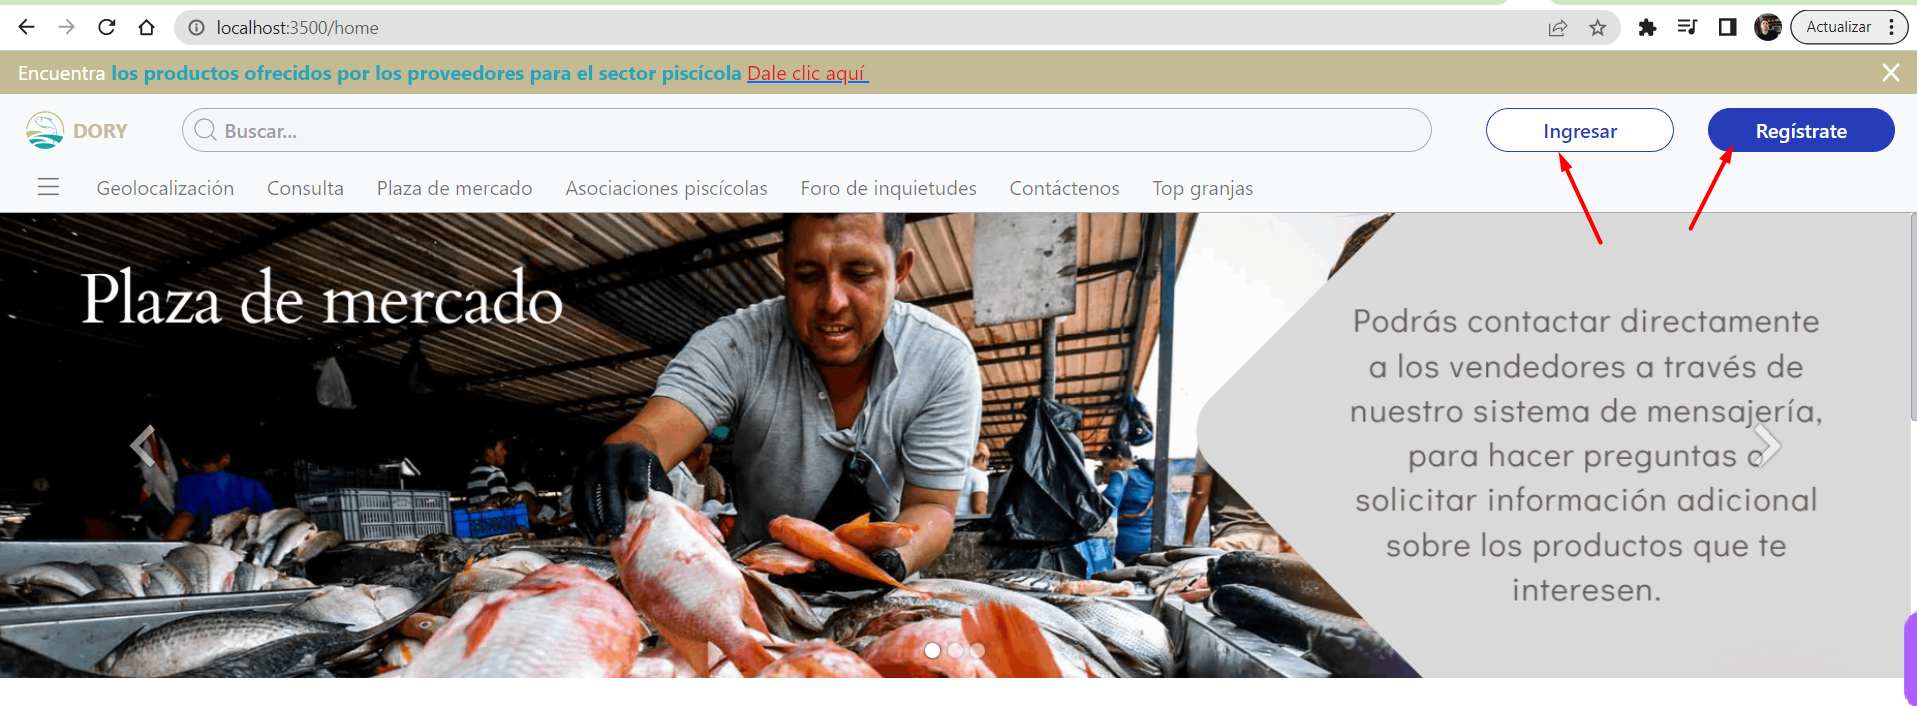 localhost:3500/home
Actualizar
Encuentra los productos ofrecidos por los proveedores para el sector piscícola Dale clic aquí
DORY
Buscar...
Ingresar
Regístrate
Geolocalización Consulta Plaza de mercado Asociaciones piscícolas Foro de inquietudes Contáctenos Top granjas
Plaza de mercado
Podrás contactar directamente
a los vendedores a través de
nuestro sistema de mensajería,
para hacer preguntas o
solicitar información adicional
sobre los productos que te
interesen.